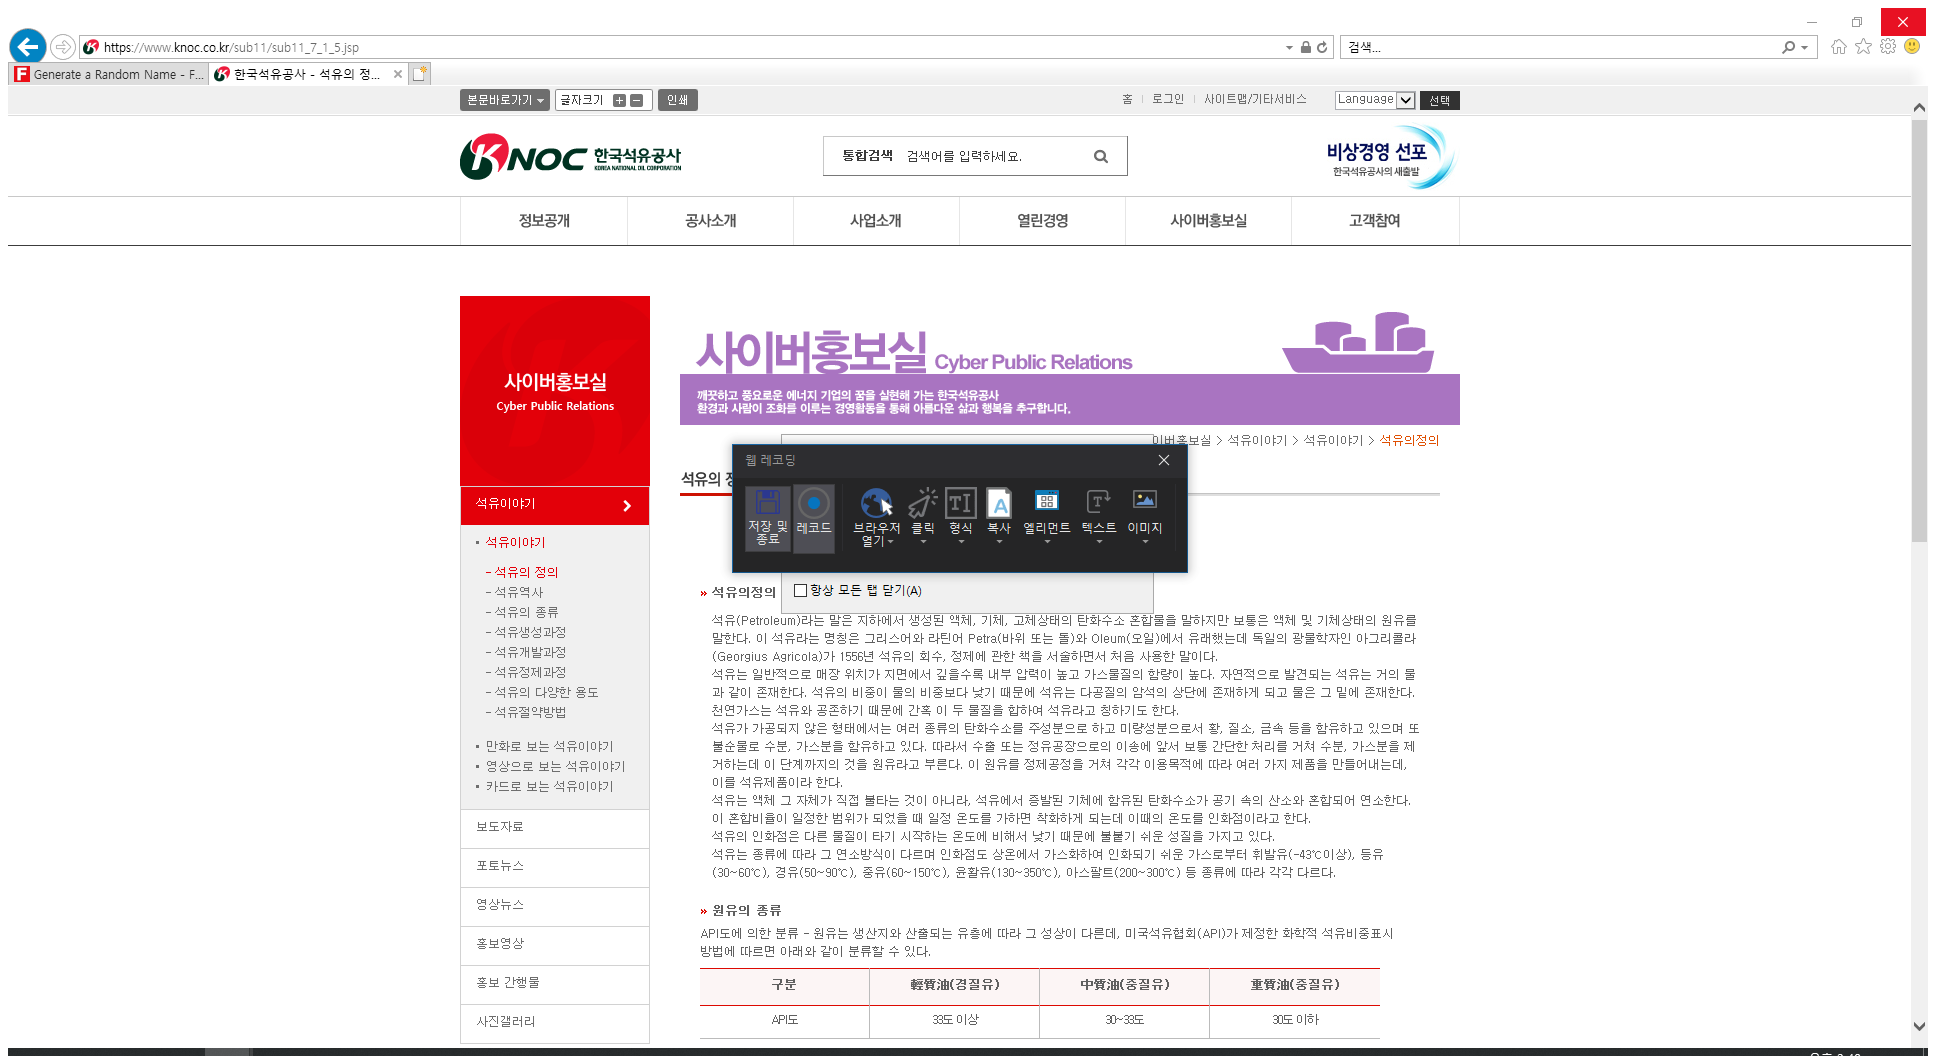 https://www.knoc.co.kr/sub11/sub11_7_1_5.jsp
검색...
Generate a Random Name - F...
한국석유공사 - 석유의 정...
본문바로가기
글자크기
인쇄
홈
로그인
사이트맵/기타서비스
Language
선택
KNOC 한국석유공사
KOREA NATIONAL OIL CORPORATION
통합검색 검색어를 입력하세요.
비상경영 선포
한국석유공사의 새출발
정보공개
공사소개
사업소개
열린경영
사이버홍보실
고객참여
사이버홍보실
Cyber Public Relations
사이버홍보실 Cyber Public Relations
깨끗하고 풍요로운 에너지 기업의 꿈을 실현해 가는 한국석유공사
환경과 사람이 조화를 이루는 경영활동을 통해 아름다운 삶과 행복을 추구합니다.
이버홍보실 > 석유이야기 > 석유이야기 > 석유의정의
석유의
웹 레코딩
저장 및 종료
레코드
브라우저 열기
클릭
형식
복사
엘리먼트
텍스트
이미지
항상 모든 탭 닫기(A)
석유이야기
• 석유이야기
- 석유의 정의
- 석유역사
- 석유의 종류
- 석유생성과정
- 석유개발과정
- 석유정제과정
- 석유의 다양한 용도
- 석유절약방법
• 만화로 보는 석유이야기
• 영상으로 보는 석유이야기
• 카드로 보는 석유이야기
보도자료
포토뉴스
영상뉴스
홍보영상
홍보 간행물
사진갤러리
» 석유의정의
석유(Petroleum)라는 말은 지하에서 생성된 액체, 기체, 고체상태의 탄화수소 혼합물을 말하지만 보통은 액체 및 기체상태의 원유를
말한다. 이 석유라는 명칭은 그리스어와 라틴어 Petra(바위 또는 돌)와 Oleum(오일)에서 유래했는데 독일의 광물학자인 아그리콜라
(Georgius Agricola)가 1556년 석유의 회수, 정제에 관한 책을 서술하면서 처음 사용한 말이다.
석유는 일반적으로 매장 위치가 지면에서 깊을수록 내부 압력이 높고 가스물질의 함량이 높다. 자연적으로 발견되는 석유는 거의 물
과 같이 존재한다. 석유의 비중이 물의 비중보다 낮기 때문에 석유는 다공질의 암석의 상단에 존재하게 되고 물은 그 밑에 존재한다.
천연가스는 석유와 공존하기 때문에 간혹 이 두 물질을 합하여 석유라고 칭하기도 한다.
석유가 가공되지 않은 형태에서는 여러 종류의 탄화수소를 주성분으로 하고 미량성분으로서 황, 질소, 금속 등을 함유하고 있으며 또
불순물로 수분, 가스분을 함유하고 있다. 따라서 수출 또는 정유공장으로의 이송에 앞서 보통 간단한 처리를 거쳐 수분, 가스분을 제
거하는데 이 단계까지의 것을 원유라고 부른다. 이 원유를 정제공정을 거쳐 각각 이용목적에 따라 여러 가지 제품을 만들어내는데,
이를 석유제품이라 한다.
석유는 액체 그 자체가 직접 불타는 것이 아니라, 석유에서 증발된 기체에 함유된 탄화수소가 공기 속의 산소와 혼합되어 연소한다.
이 혼합비율이 일정한 범위가 되었을 때 일정 온도를 가하면 착화하게 되는데 이때의 온도를 인화점이라고 한다.
석유의 인화점은 다른 물질이 타기 시작하는 온도에 비해서 낮기 때문에 불붙기 쉬운 성질을 가지고 있다.
석유는 종류에 따라 그 연소방식이 다르며 인화점도 상온에서 가스화하여 인화되기 쉬운 가스로부터 휘발유(-43℃이상), 등유
(30~60℃), 경유(50~90℃), 중유(60~150℃), 윤활유(130~350℃), 아스팔트(200~300℃) 등 종류에 따라 각각 다르다.
» 원유의 종류
API도에 의한 분류 - 원유는 생산지와 산출되는 유층에 따라 그 성상이 다른데, 미국석유협회(API)가 제정한 화학적 석유비중표시
방법에 따르면 아래와 같이 분류할 수 있다.
구분 輕質油(경질유) 中質油(중질유) 重質油(중질유)
API도 33도 이상 30~33도 30도 이하